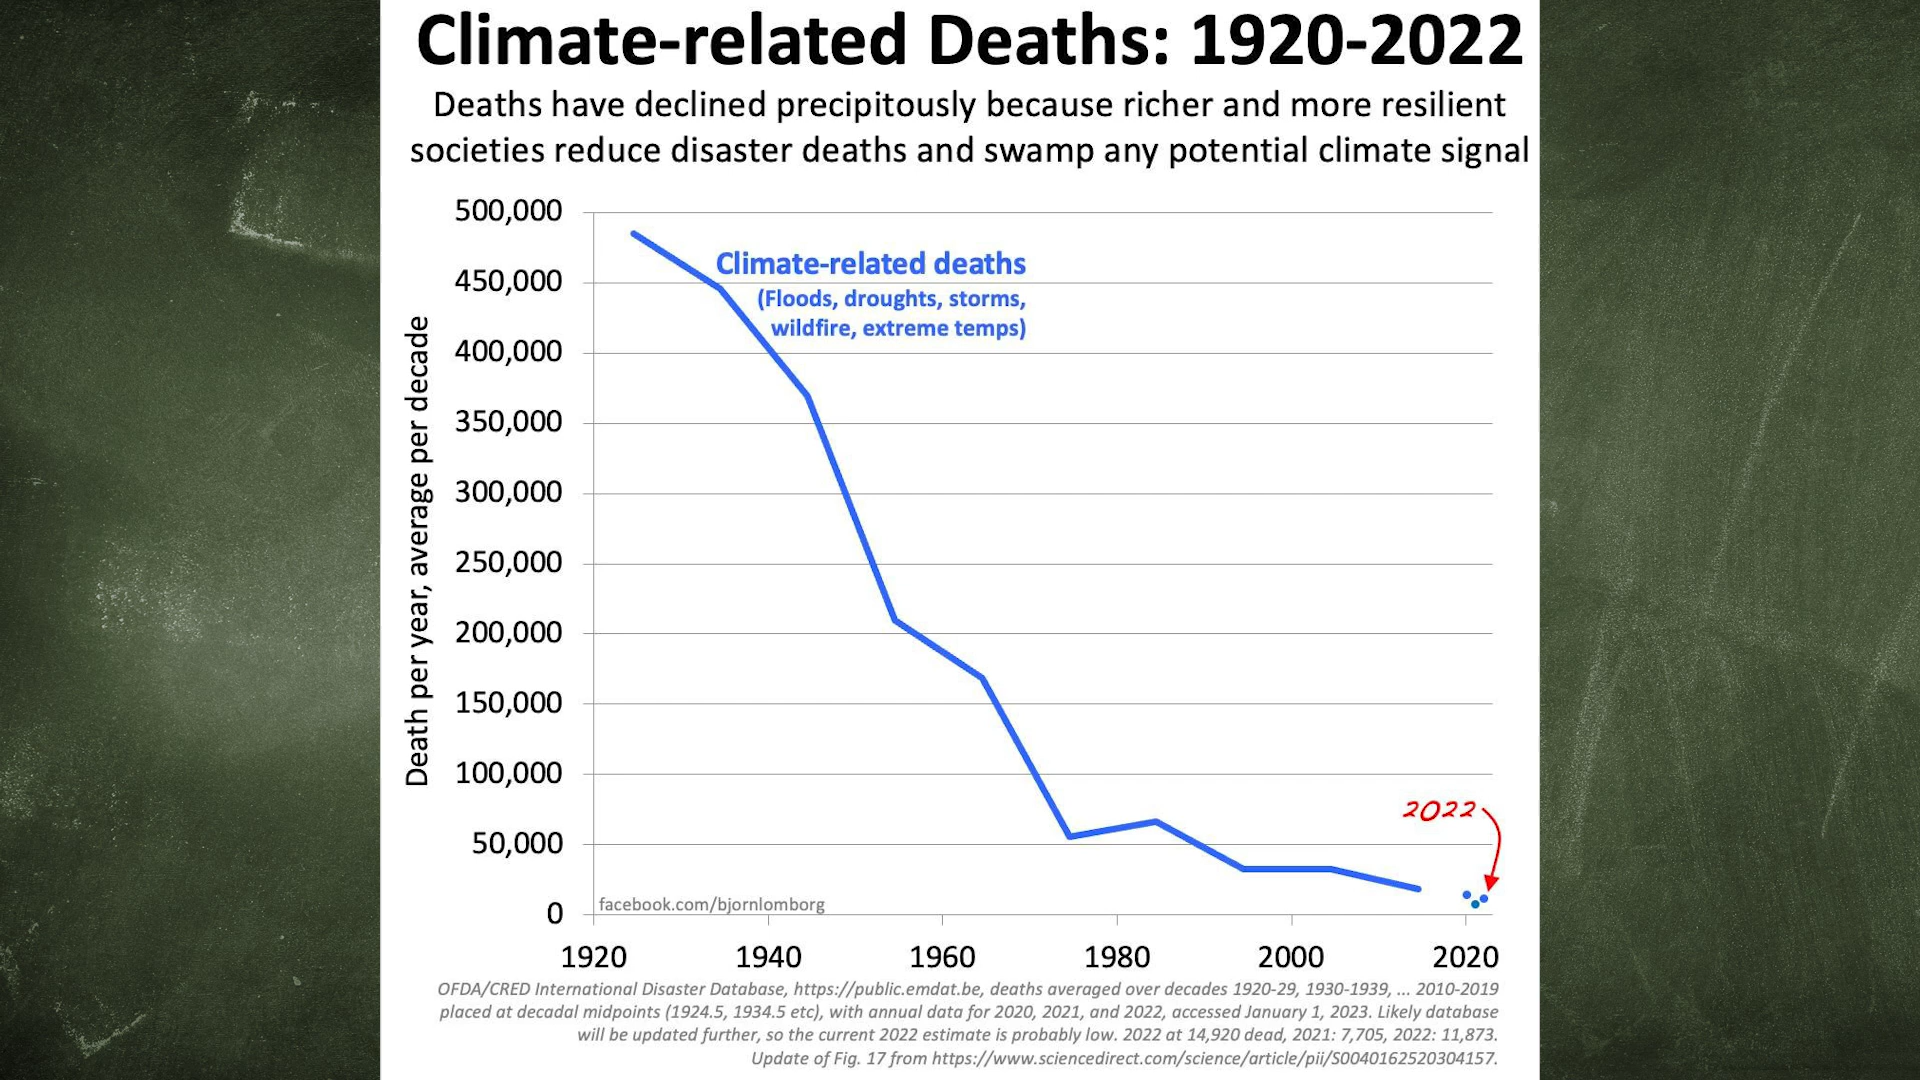 Climate-related Deaths: 1920-2022
Deaths have declined precipitously because richer and more resilient
societies reduce disaster deaths and swamp any potential climate signal
Death per year, average per decade
500,000
450,000
400,000
350,000
300,000
250,000
200,000
150,000
100,000
50,000
0
Climate-related deaths
(Floods, droughts, storms,
wildfire, extreme temps)
2022
facebook.com/bjornlomborg
1920 1940 1960 1980 2000 2020
OFDA/CRED International Disaster Database, https://public.emdat.be, deaths averaged over decades 1920-29, 1930-1939, ... 2010-2019
placed at decadal midpoints (1924.5, 1934.5 etc), with annual data for 2020, 2021, and 2022, accessed January 1, 2023. Likely database
will be updated further, so the current 2022 estimate is probably low. 2022 at 14,920 dead, 2021: 7,705, 2022: 11,873.
Update of Fig. 17 from https://www.sciencedirect.com/science/article/pii/S0040162520304157.